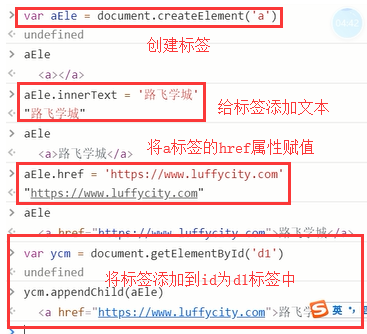 var aEle = document.createElement('a')
04:42
undefined
创建标签
aEle
<a></a>
aEle.innerText = '路飞学城'
"路飞学城"
给标签添加文本
aEle
<a>路飞学城</a>
将a标签的href属性赋值
aEle.href = 'https://www.luffycity.com'
"https://www.luffycity.com"
aEle
<a href="https://www.luffycity.com">路飞学城</a>
var ycm = document.getElementById('d1')
undefined
将标签添加到id为d1标签中
ycm.appendChild(aEle)
<a href="https://www.luffycity.com">路飞学
英